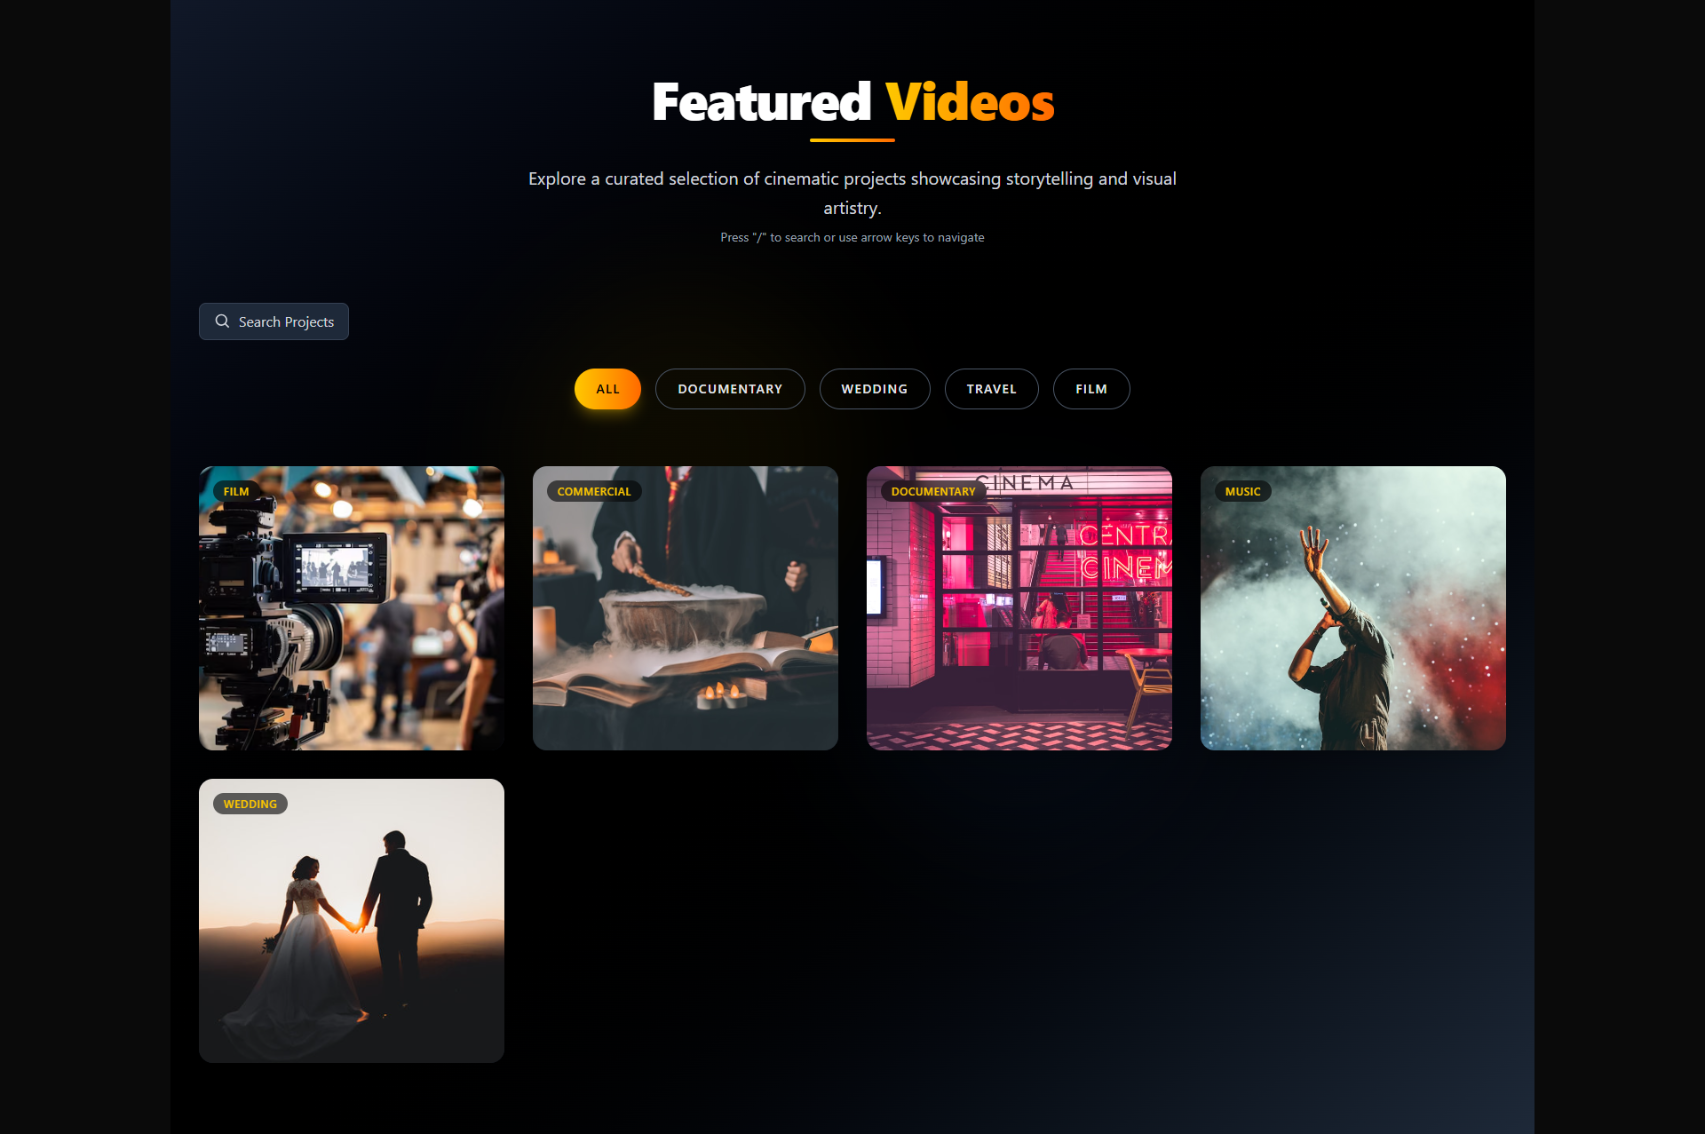 Featured Videos
Explore a curated selection of cinematic projects showcasing storytelling and visual
artistry.
Press "/" to search or use arrow keys to navigate
Search Projects
ALL
DOCUMENTARY
WEDDING
TRAVEL
FILM
FILM
COMMERCIAL
DOCUMENTARY
CINEMA
CENTRA
CINEM
MUSIC
WEDDING